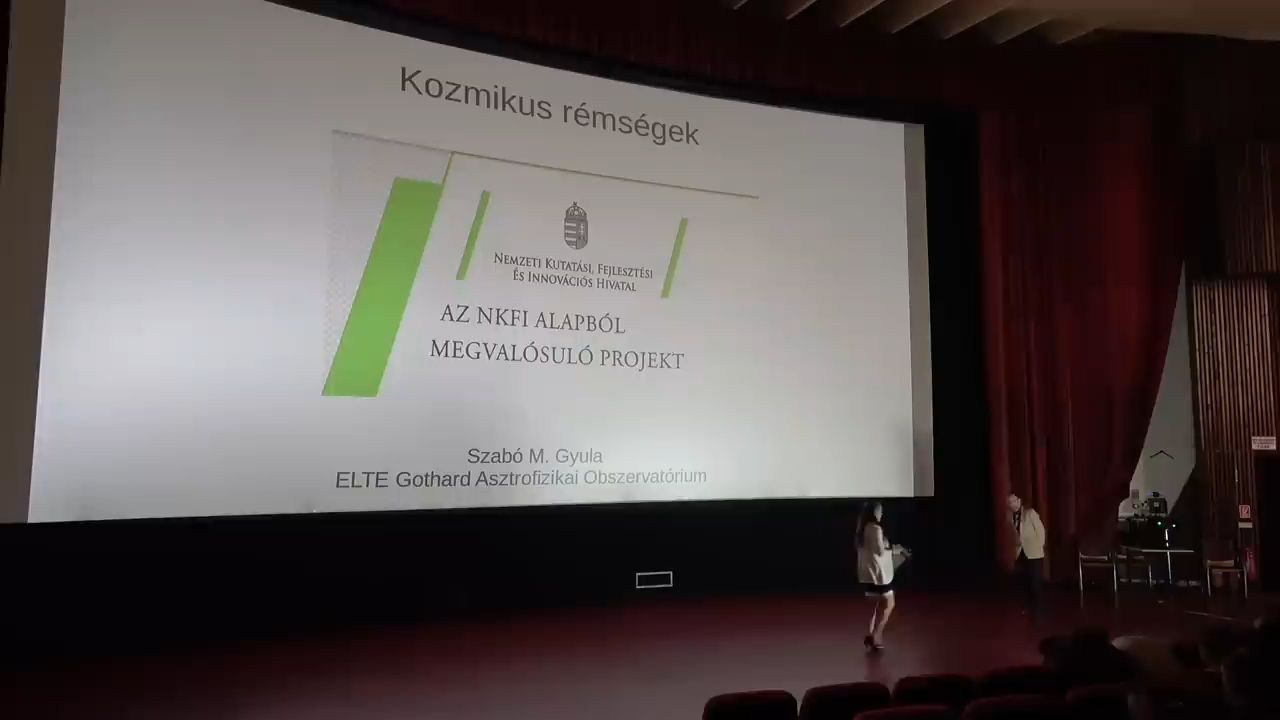 Kozmikus rémségek
NEMZETI KUTATÁSI, FEJLESZTÉSI
ÉS INNOVÁCIÓS HIVATAL
AZ NKFI ALAPBÓL
MEGVALÓSULÓ PROJEKT
Szabó M. Gyula
ELTE Gothard Asztrofizikai Obszervatórium